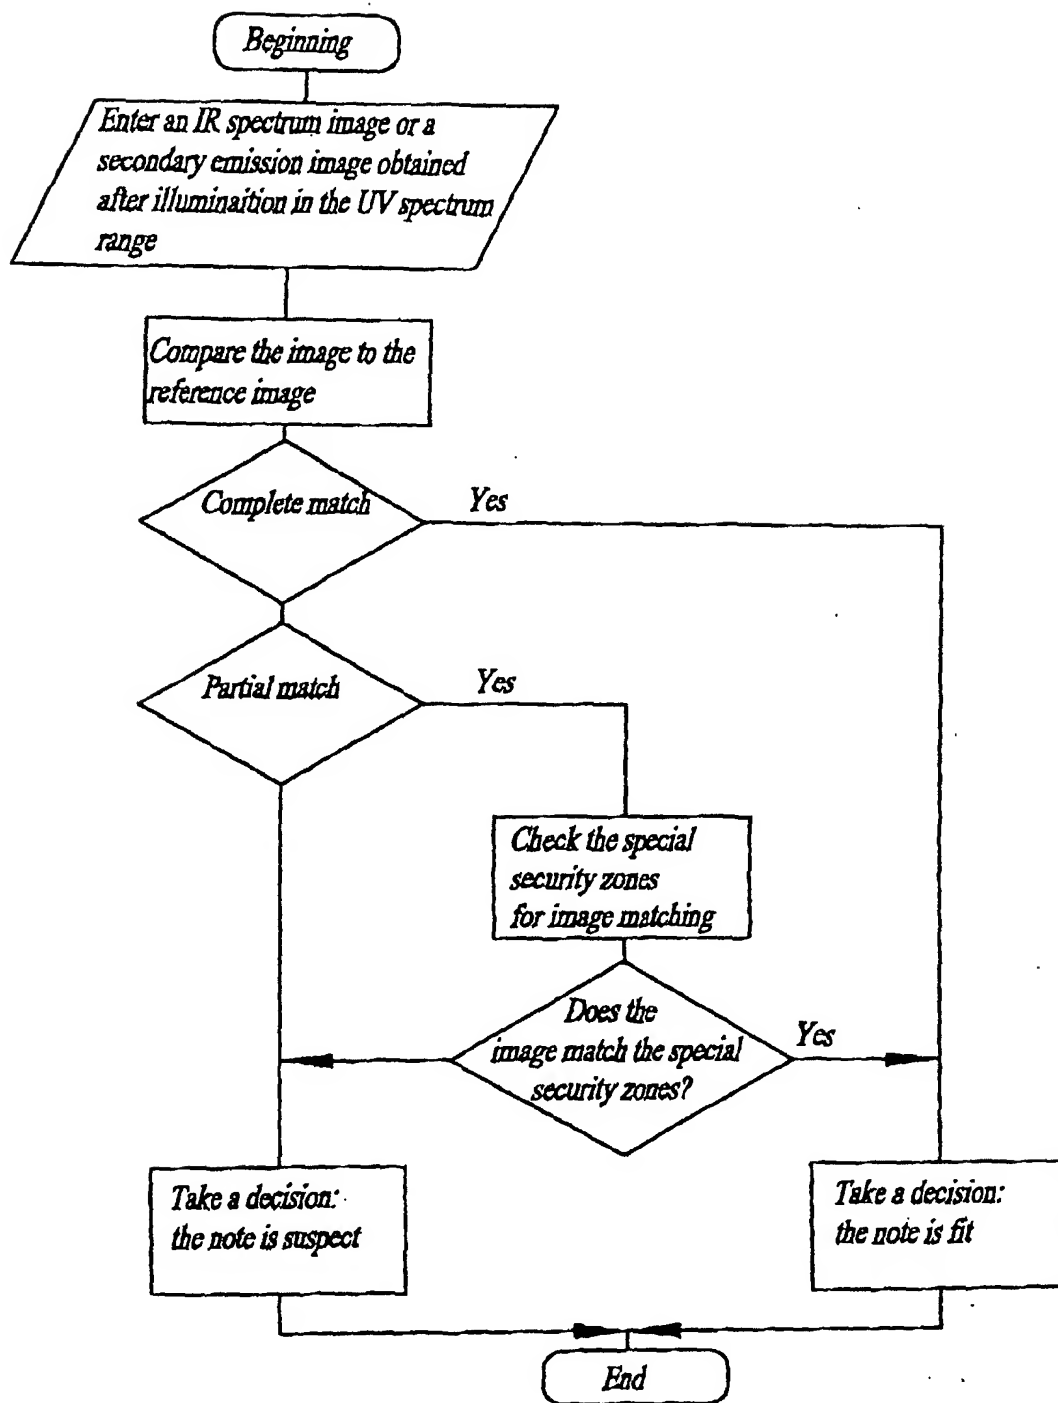 Beginning
Enter an IR spectrum image or a
secondary emission image obtained
after illuminaition in the UV spectrum
range
Compare the image to the
reference image
Complete match
Yes
Partial match
Yes
Check the special
security zones
for image matching
Does the
image match the special
security zones?
Yes
Take a decision:
the note is suspect
Take a decision:
the note is fit
End